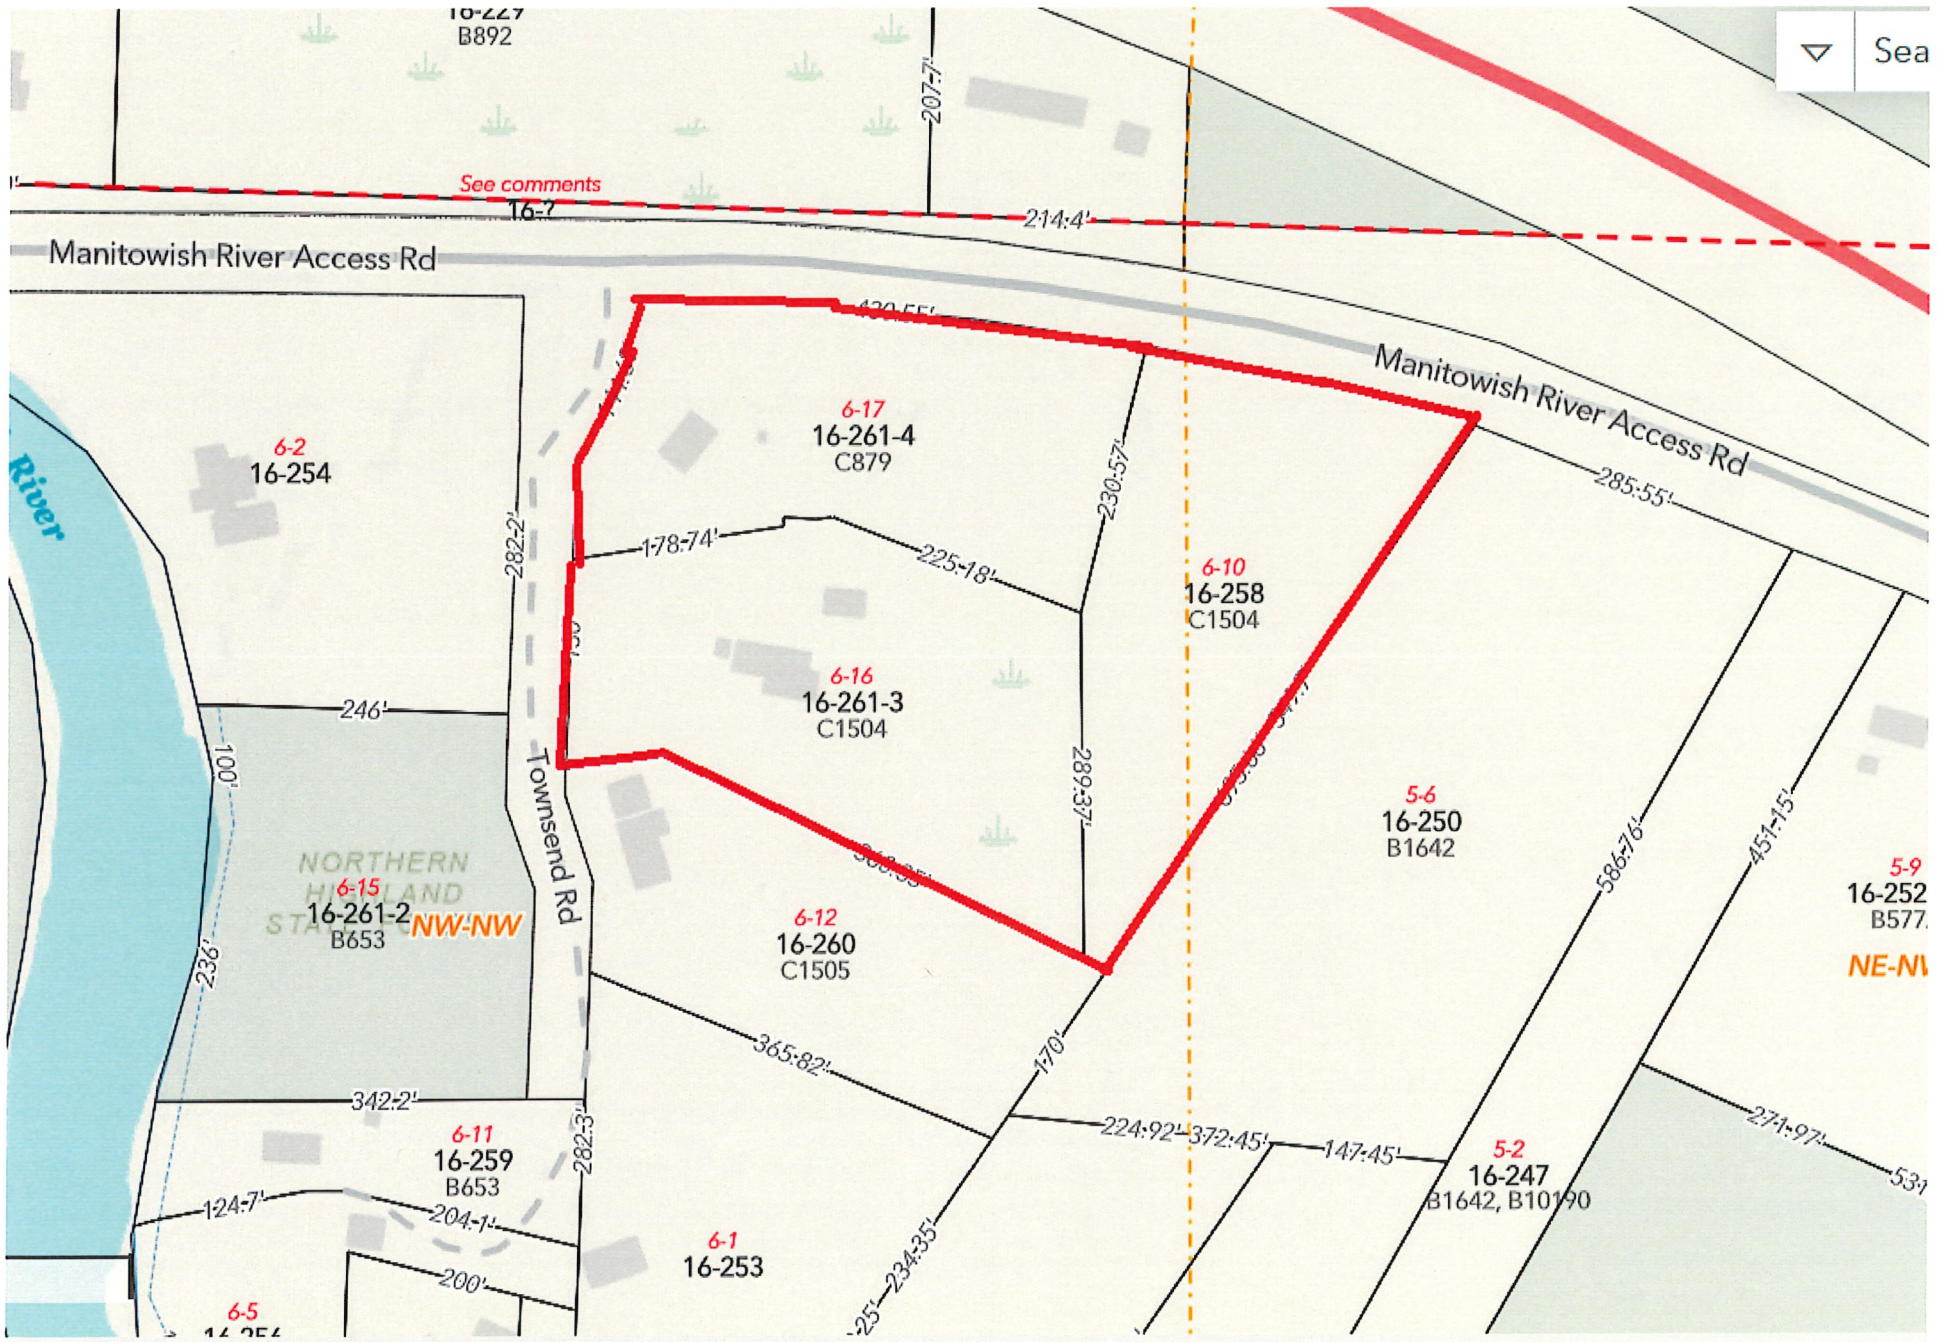 16-229
B892
Sea
207.7'
See comments
16-?
214.4'
Manitowish River Access Rd
430.55'
Manitowish River Access Rd
6-17
16-261-4
C879
6-2
16-254
River
230.57'
285.55'
282.2'
178.74'
225.18'
6-10
16-258
C1504
6-16
16-261-3
C1504
246'
100'
Townsend Rd
289.37'
5-6
16-250
B1642
586.76'
451.15'
5-9
16-252
B577
NE-NW
NORTHERN
HIGHLAND
6-15
16-261-2
B653
NW-NW
236'
6-12
16-260
C1505
365.82'
170'
342.2'
282.3'
224.92'
372.45'
147.45'
271.97'
531
6-11
16-259
B653
5-2
16-247
B1642, B10190
124.7'
204.1'
6-1
16-253
234.35'
200'
6-5
16-256